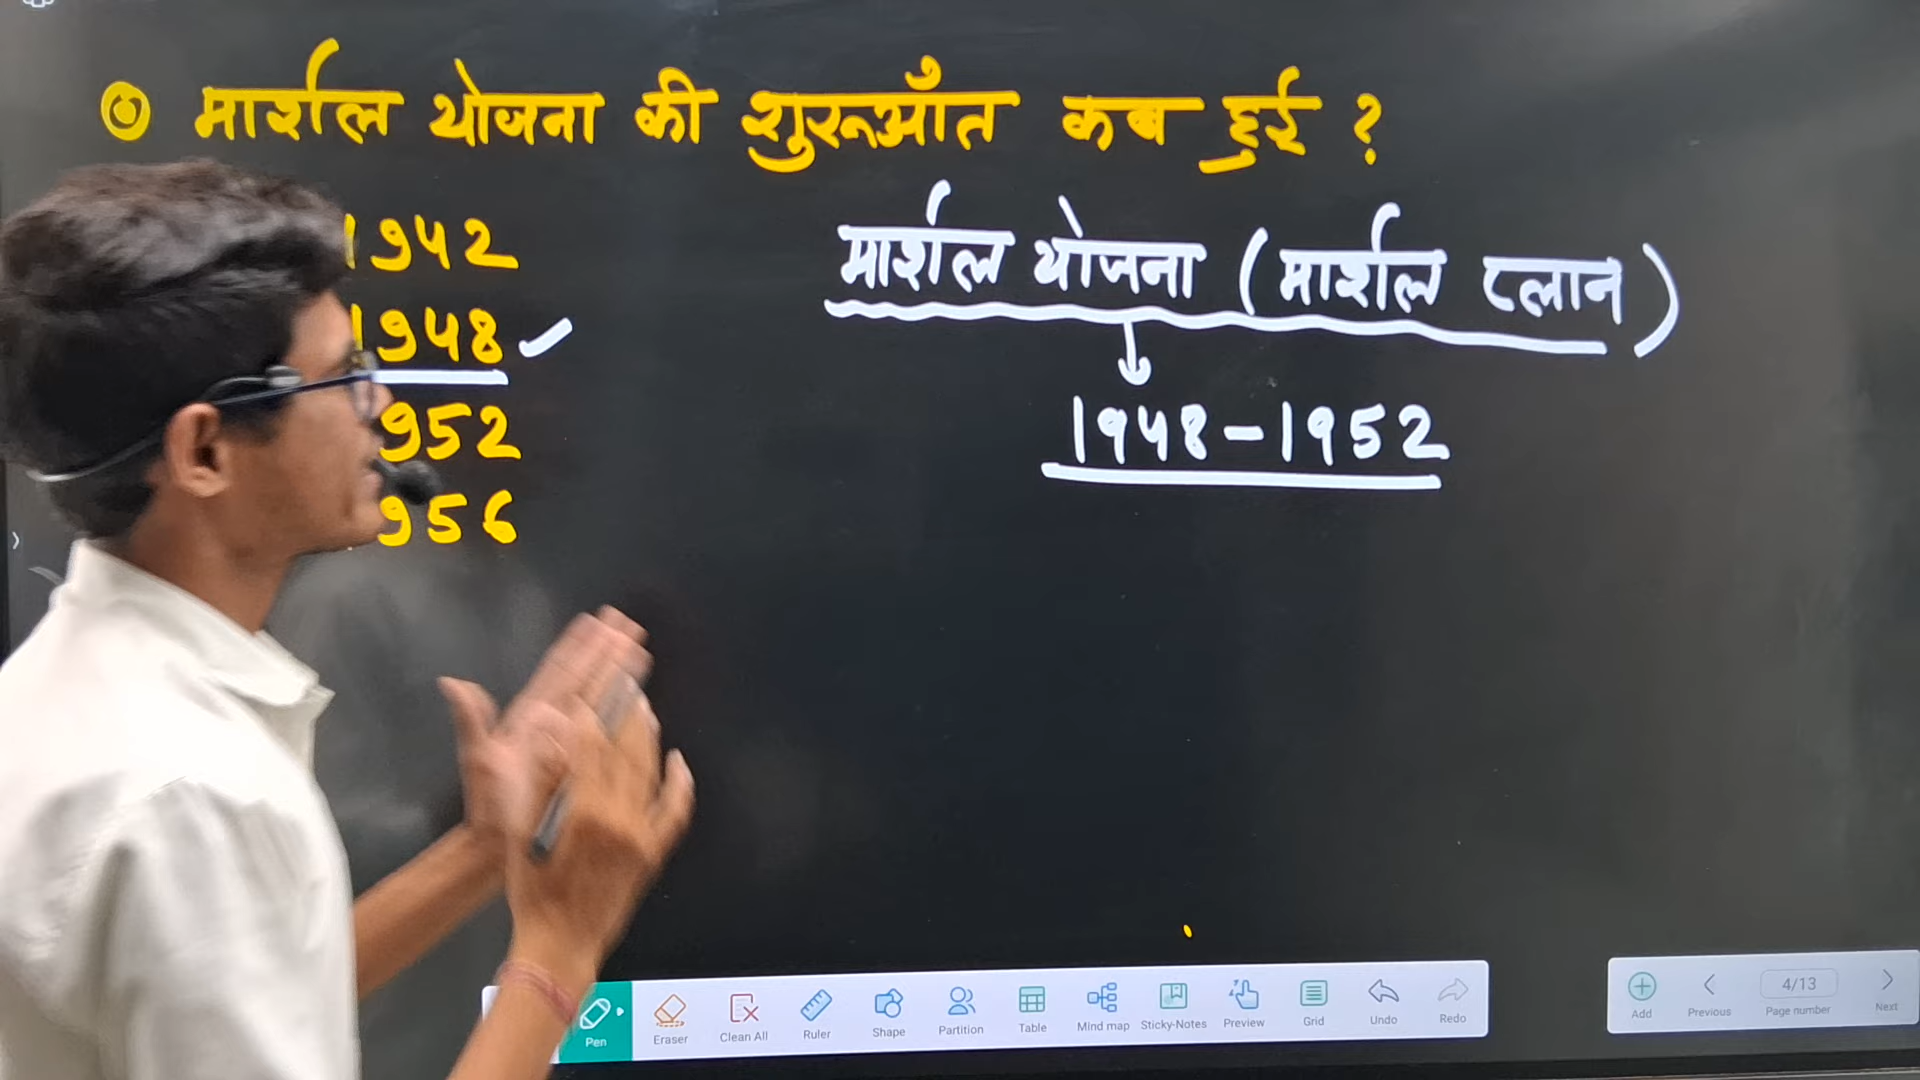 मार्शल योजना की शुरूआँत कब हुई ?
1942
1948 ✓
952
956
मार्शल योजना (मार्शल प्लान)
1948-1952
Pen
Eraser
Clean All
Ruler
Shape
Partition
Table
Mind map
Sticky-Notes
Preview
Grid
Undo
Redo
Add
Previous
4/13
Page number
Next